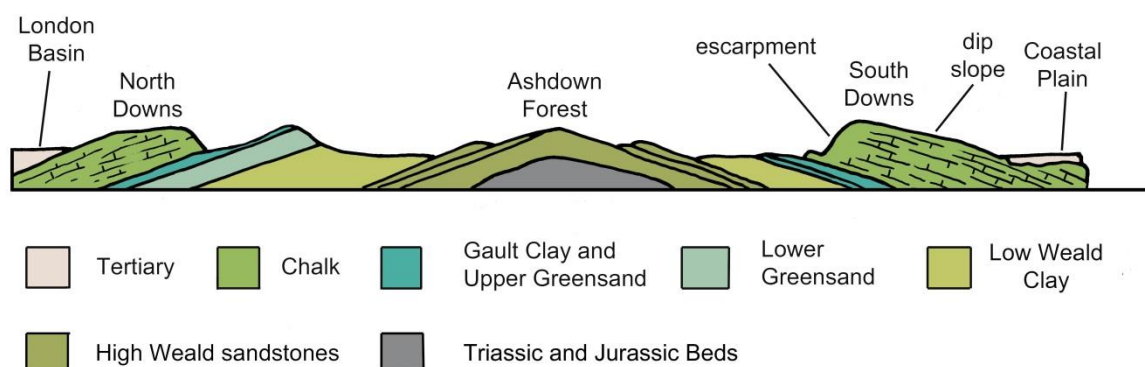 London
Basin
North
Downs
Ashdown
Forest
escarpment
South
Downs
dip
slope
Coastal
Plain
Tertiary
Chalk
Gault Clay and
Upper Greensand
Lower
Greensand
Low Weald
Clay
High Weald sandstones
Triassic and Jurassic Beds